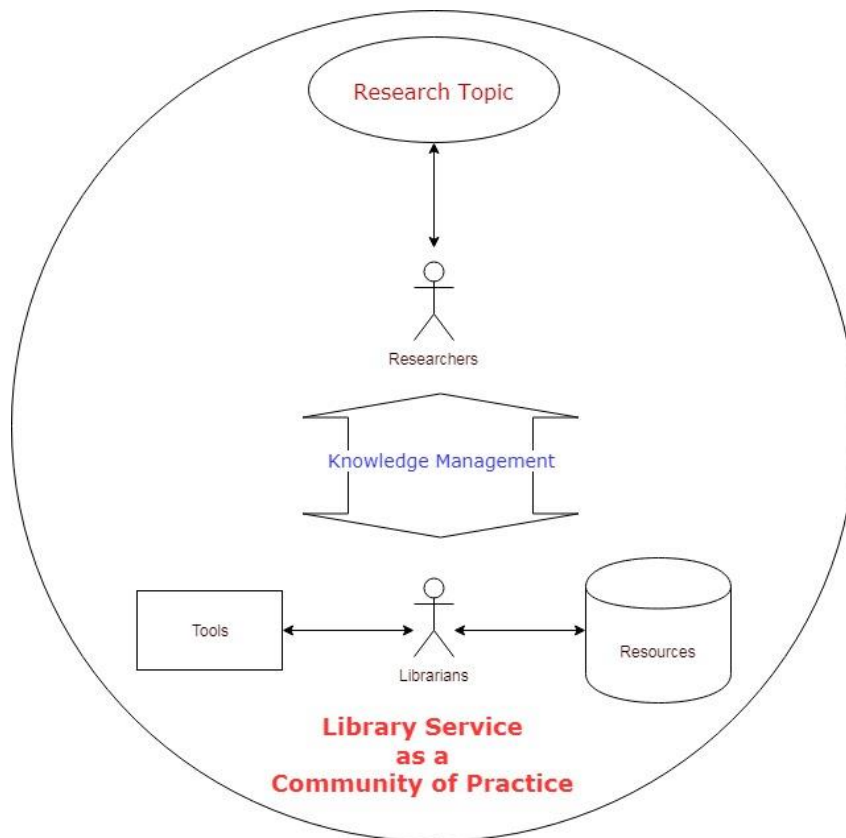 Research Topic
Researchers
Knowledge Management
Tools
Librarians
Resources
Library Service
as a
Community of Practice